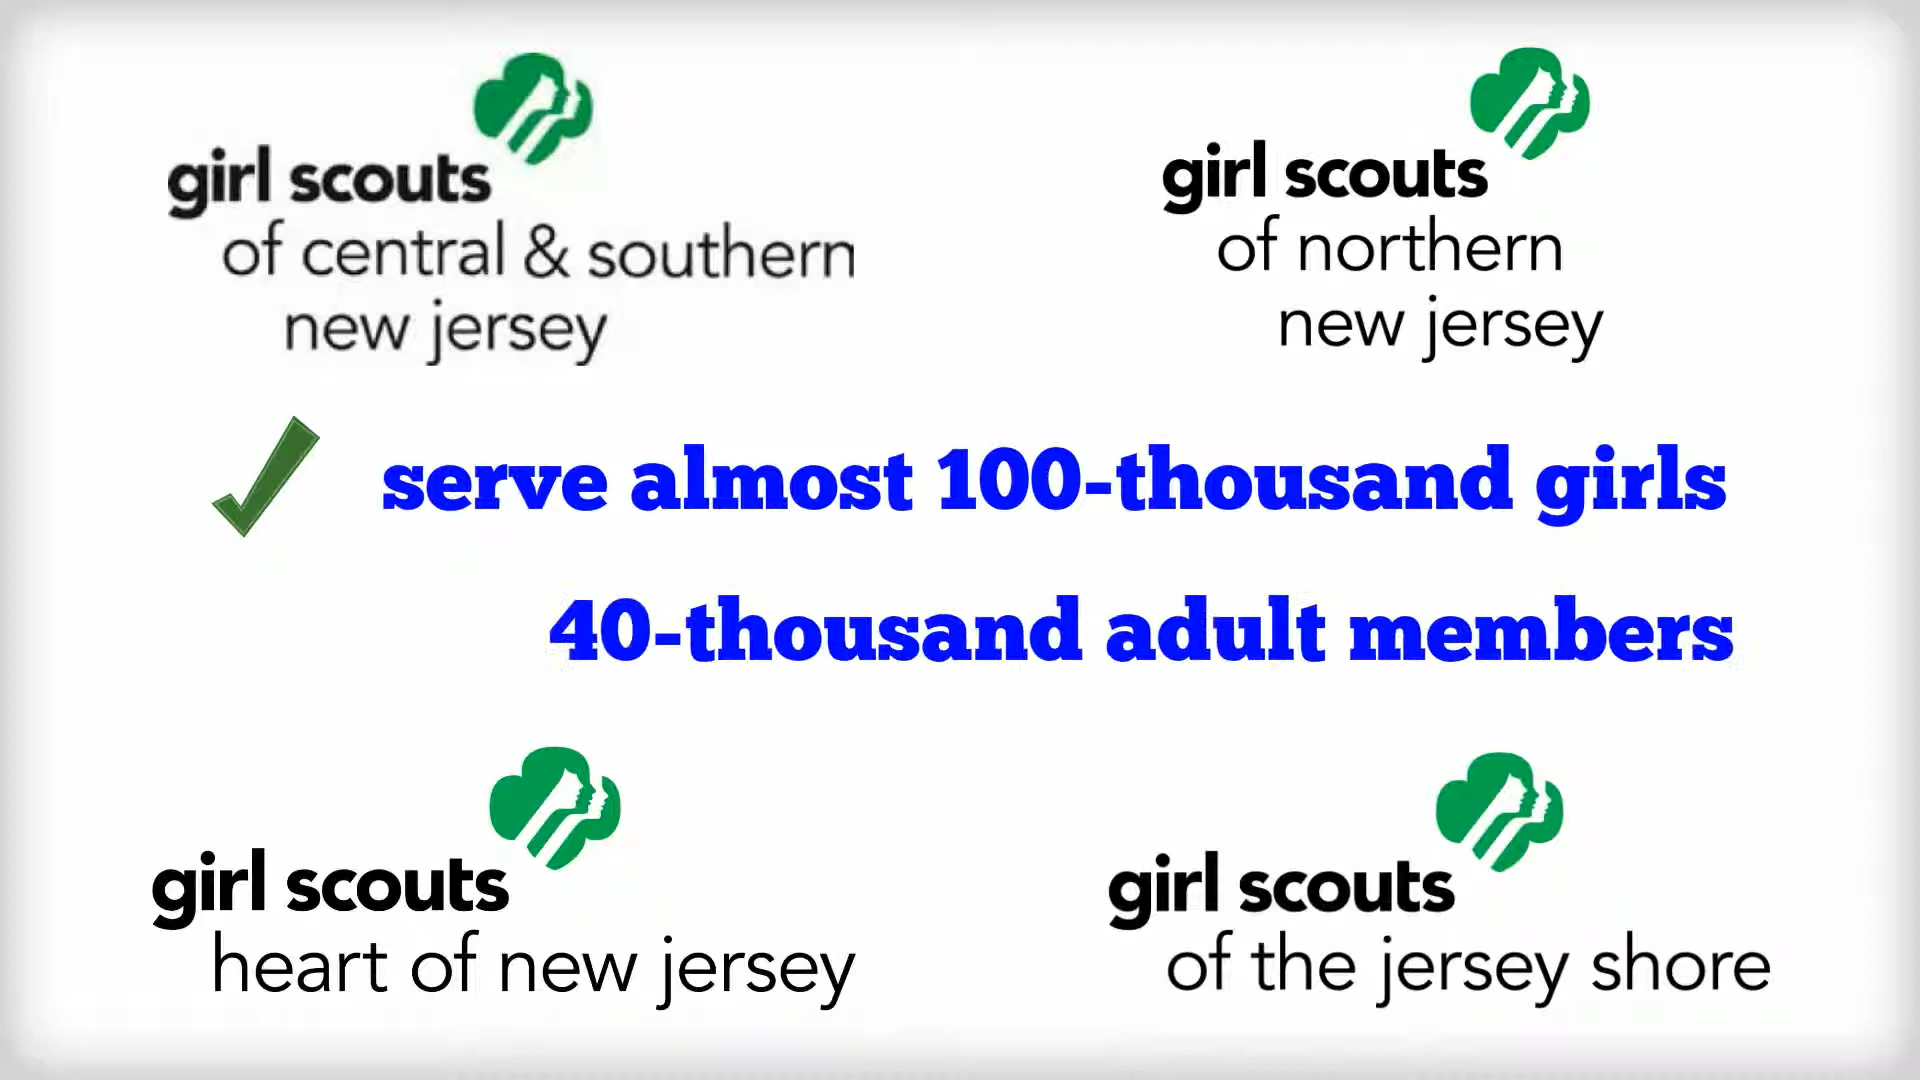 girl scouts
of central & southern
new jersey
girl scouts
of northern
new jersey
serve almost 100-thousand girls
40-thousand adult members
girl scouts
heart of new jersey
girl scouts
of the jersey shore